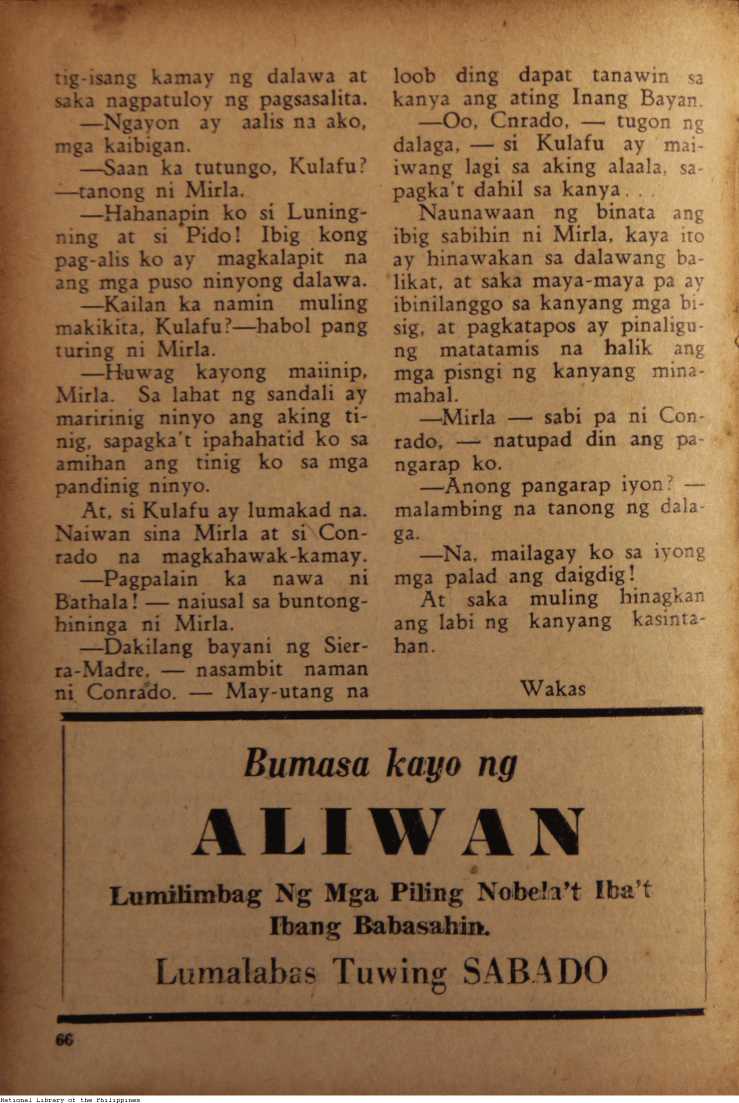 tig-isang kamay ng dalawa at
saka nagpatuloy ng pagsasalita.
—Ngayon ay aalis na ako,
mga kaibigan.
—Saan ka tutungo, Kulafu?
—tanong ni Mirla.
—Hahanapin ko si Luning-
ning at si Pido! Ibig kong
pag-alis ko ay magkalapit na
ang mga puso ninyong dalawa.
—Kailan ka namin muling
makikita, Kulafu?—habol pang
turing ni Mirla.
—Huwag kayong maiinip,
Mirla. Sa lahat ng sandali ay
maririnig ninyo ang aking ti-
nig, sapagka't ipahahatid ko sa
amihan ang tinig ko sa mga
pandinig ninyo.
At, si Kulafu ay lumakad na.
Naiwan sina Mirla at si Con-
rado na magkahawak-kamay.
—Pagpalain ka nawa ni
Bathala! — naiusal sa buntong-
hininga ni Mirla.
—Dakilang bayani ng Sier-
ra-Madre, — nasambit naman
ni Conrado. — May-utang na
loob ding dapat tanawin sa
kanya ang ating Inang Bayan.
—Oo, Cnrado, — tugon ng
dalaga, — si Kulafu ay mai-
iwang lagi sa aking alaala, sa-
pagka't dahil sa kanya . . .
Naunawaan ng binata ang
ibig sabihin ni Mirla, kaya ito
ay hinawakan sa dalawang ba-
likat, at saka maya-maya pa ay
ibinilanggo sa kanyang mga bi-
sig, at pagkatapos ay pinaligu-
ng matatamis na halik ang
mga pisngi ng kanyang mina-
mahal.
—Mirla — sabi pa ni Con-
rado, — natupad din ang pa-
ngarap ko.
—Anong pangarap iyon? —
malambing na tanong ng dala-
ga.
—Na, mailagay ko sa iyong
mga palad ang daigdig!
At saka muling hinagkan
ang labi ng kanyang kasinta-
han.
Wakas
Bumasa kayo ng
ALIWAN
Lumilimbag Ng Mga Piling Nobela't Iba't
Ibang Babasahin.
Lumalabas Tuwing SABADO
66
National Library of the Philippines